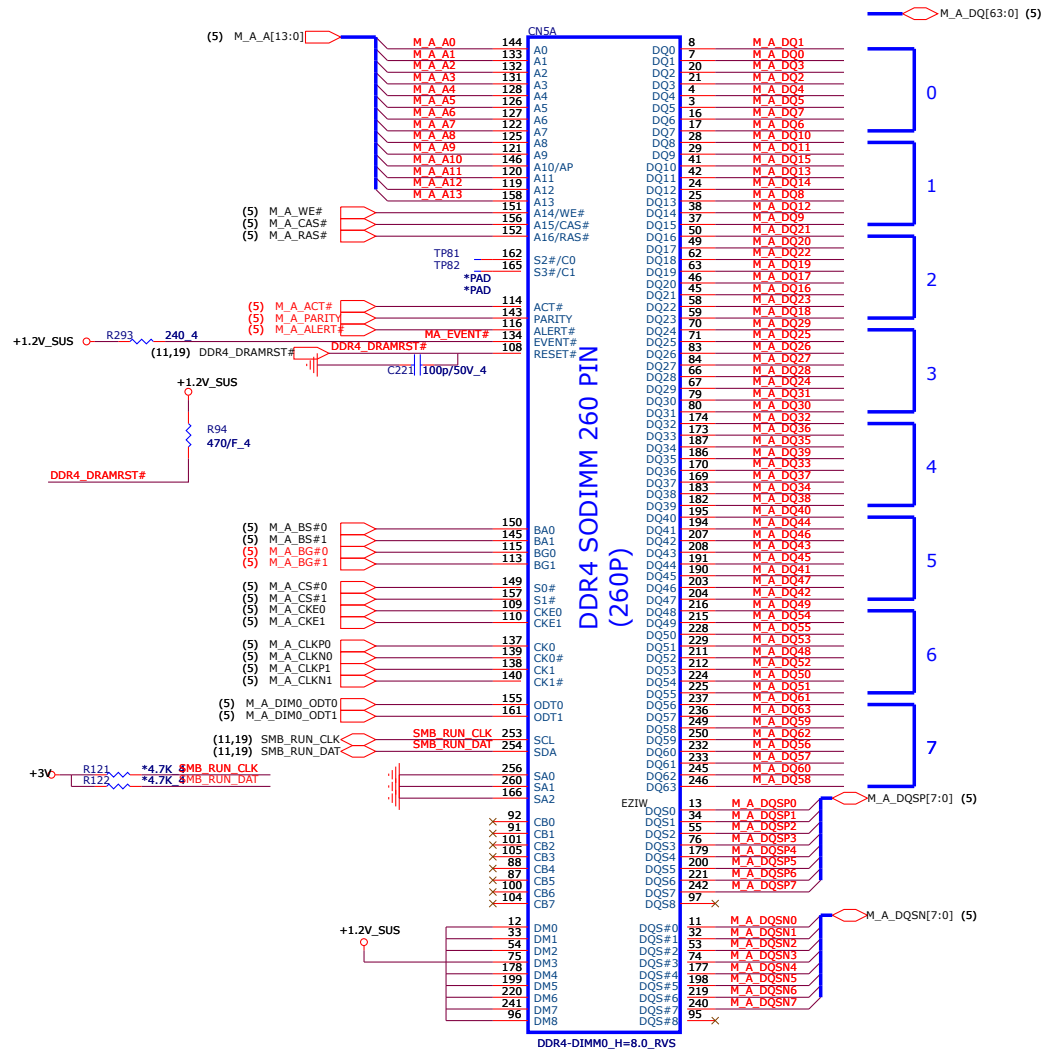 M_A_DQ[63:0] (5)
(5) M_A_A[13:0]
CN5A
M_A_A0 144 A0
M_A_A1 133 A1
M_A_A2 132 A2
M_A_A3 131 A3
M_A_A4 128 A4
M_A_A5 126 A5
M_A_A6 127 A6
M_A_A7 122 A7
M_A_A8 125 A8
M_A_A9 121 A9
M_A_A10 146 A10/AP
M_A_A11 120 A11
M_A_A12 119 A12
M_A_A13 158 A13
(5) M_A_WE# 151 A14/WE#
(5) M_A_CAS# 156 A15/CAS#
(5) M_A_RAS# 152 A16/RAS#
TP81 162 S2#/C0
TP82 165 S3#/C1
*PAD
*PAD
(5) M_A_ACT# 114 ACT#
(5) M_A_PARITY 143 PARITY
(5) M_A_ALERT# 116 ALERT#
+1.2V_SUS R293 240_4 MA_EVENT# 134 EVENT#
(11,19) DDR4_DRAMRST# DDR4_DRAMRST# 108 RESET#
C221 100p/50V_4
+1.2V_SUS
R94
470/F_4
DDR4_DRAMRST#
(5) M_A_BS#0 150 BA0
(5) M_A_BS#1 145 BA1
(5) M_A_BG#0 115 BG0
(5) M_A_BG#1 113 BG1
(5) M_A_CS#0 149 S0#
(5) M_A_CS#1 157 S1#
(5) M_A_CKE0 109 CKE0
(5) M_A_CKE1 110 CKE1
(5) M_A_CLKP0 137 CK0
(5) M_A_CLKN0 139 CK0#
(5) M_A_CLKP1 138 CK1
(5) M_A_CLKN1 140 CK1#
(5) M_A_DIM0_ODT0 155 ODT0
(5) M_A_DIM0_ODT1 161 ODT1
(11,19) SMB_RUN_CLK SMB_RUN_CLK 253 SCL
(11,19) SMB_RUN_DAT SMB_RUN_DAT 254 SDA
+3V R121 *4.7K_4 SMB_RUN_CLK
R122 *4.7K_4 SMB_RUN_DAT
256 SA0
260 SA1
166 SA2
92 CB0
91 CB1
101 CB2
105 CB3
88 CB4
87 CB5
100 CB6
104 CB7
+1.2V_SUS
12 DM0
33 DM1
54 DM2
75 DM3
178 DM4
199 DM5
220 DM6
241 DM7
96 DM8
DDR4 SODIMM 260 PIN
(260P)
DQ0 8 M_A_DQ1
DQ1 7 M_A_DQ0
DQ2 20 M_A_DQ3
DQ3 21 M_A_DQ2
DQ4 4 M_A_DQ4
DQ5 3 M_A_DQ5
DQ6 16 M_A_DQ7
DQ7 17 M_A_DQ6
0
DQ8 28 M_A_DQ10
DQ9 29 M_A_DQ11
DQ10 41 M_A_DQ15
DQ11 42 M_A_DQ13
DQ12 24 M_A_DQ14
DQ13 25 M_A_DQ8
DQ14 38 M_A_DQ12
DQ15 37 M_A_DQ9
1
DQ16 50 M_A_DQ21
DQ17 49 M_A_DQ20
DQ18 62 M_A_DQ22
DQ19 63 M_A_DQ19
DQ20 46 M_A_DQ17
DQ21 45 M_A_DQ16
DQ22 58 M_A_DQ23
DQ23 59 M_A_DQ18
2
DQ24 70 M_A_DQ29
DQ25 71 M_A_DQ25
DQ26 83 M_A_DQ26
DQ27 84 M_A_DQ27
DQ28 66 M_A_DQ28
DQ29 67 M_A_DQ24
DQ30 79 M_A_DQ31
DQ31 80 M_A_DQ30
3
DQ32 174 M_A_DQ32
DQ33 173 M_A_DQ36
DQ34 187 M_A_DQ35
DQ35 186 M_A_DQ39
DQ36 170 M_A_DQ33
DQ37 169 M_A_DQ37
DQ38 183 M_A_DQ34
DQ39 182 M_A_DQ38
4
DQ40 195 M_A_DQ40
DQ41 194 M_A_DQ44
DQ42 207 M_A_DQ46
DQ43 208 M_A_DQ43
DQ44 191 M_A_DQ45
DQ45 190 M_A_DQ41
DQ46 203 M_A_DQ47
DQ47 204 M_A_DQ42
5
DQ48 216 M_A_DQ49
DQ49 215 M_A_DQ54
DQ50 228 M_A_DQ55
DQ51 229 M_A_DQ53
DQ52 211 M_A_DQ48
DQ53 212 M_A_DQ52
DQ54 224 M_A_DQ50
DQ55 225 M_A_DQ51
6
DQ56 237 M_A_DQ61
DQ57 236 M_A_DQ63
DQ58 249 M_A_DQ59
DQ59 250 M_A_DQ62
DQ60 232 M_A_DQ56
DQ61 233 M_A_DQ57
DQ62 245 M_A_DQ60
DQ63 246 M_A_DQ58
7
EZIW
M_A_DQSP[7:0] (5)
DQS0 13 M_A_DQSP0
DQS1 34 M_A_DQSP1
DQS2 55 M_A_DQSP2
DQS3 76 M_A_DQSP3
DQS4 179 M_A_DQSP4
DQS5 200 M_A_DQSP5
DQS6 221 M_A_DQSP6
DQS7 242 M_A_DQSP7
DQS8 97
M_A_DQSN[7:0] (5)
DQS#0 11 M_A_DQSN0
DQS#1 32 M_A_DQSN1
DQS#2 53 M_A_DQSN2
DQS#3 74 M_A_DQSN3
DQS#4 177 M_A_DQSN4
DQS#5 198 M_A_DQSN5
DQS#6 219 M_A_DQSN6
DQS#7 240 M_A_DQSN7
DQS#8 95
DDR4-DIMM0_H=8.0_RVS